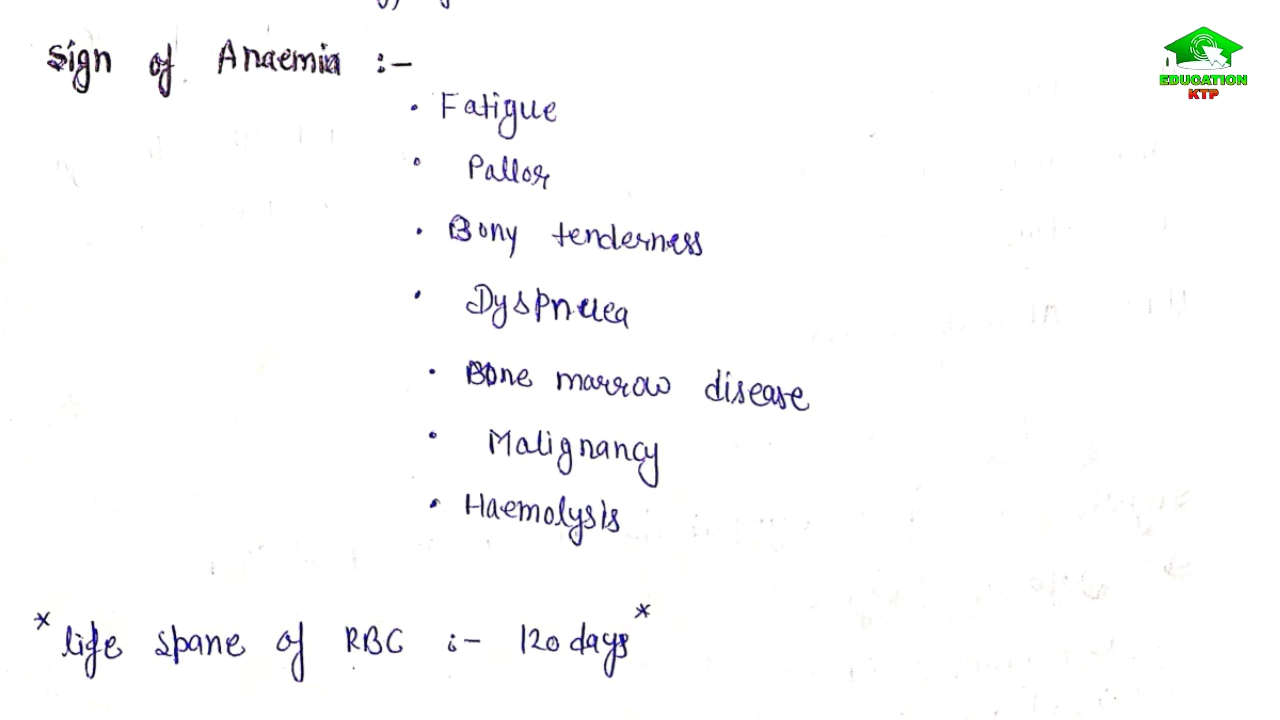 Sign of Anaemia :-
EDUCATION
KTP
• Fatigue
• Pallor
• Bony tenderness
• Dyspnuea
• Bone marrow disease
• Malignancy
• Haemolysis
* life spane of RBC :- 120 days *